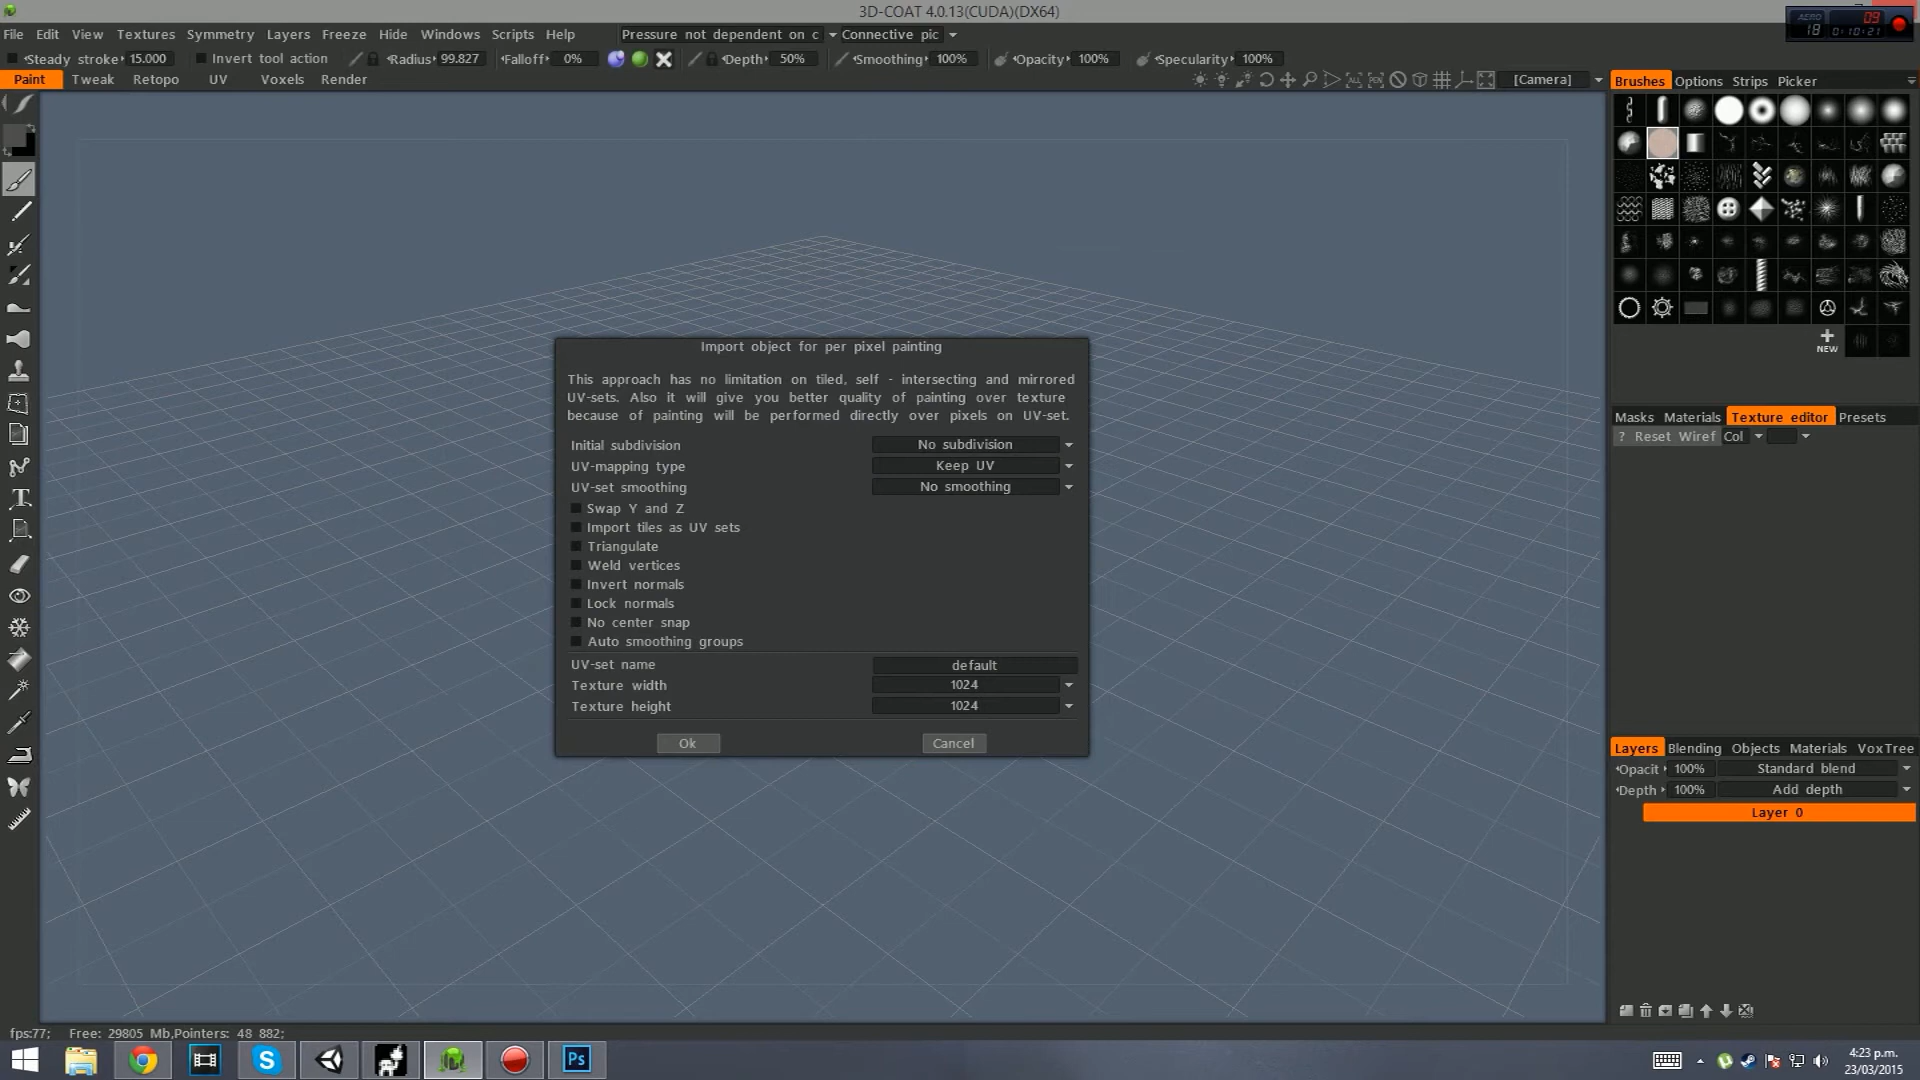 3D-COAT 4.0.13(CUDA)(DX64)
AERO 18 09 0:10:21
File Edit View Textures Symmetry Layers Freeze Hide Windows Scripts Help Pressure not dependent on c Connective pic
Steady stroke 15.000 Invert tool action Radius 99.827 Falloff 0% Depth 50% Smoothing 100% Opacity 100% Specularity 100%
Paint Tweak Retopo UV Voxels Render [Camera]
Brushes Options Strips Picker
NEW
Import object for per pixel painting
This approach has no limitation on tiled, self - intersecting and mirrored
UV-sets. Also it will give you better quality of painting over texture
because of painting will be performed directly over pixels on UV-set.
Initial subdivision No subdivision
UV-mapping type Keep UV
UV-set smoothing No smoothing
Swap Y and Z
Import tiles as UV sets
Triangulate
Weld vertices
Invert normals
Lock normals
No center snap
Auto smoothing groups
UV-set name default
Texture width 1024
Texture height 1024
Ok Cancel
Masks Materials Texture editor Presets
? Reset Wiref Col
Layers Blending Objects Materials VoxTree
Opacit 100% Standard blend
Depth 100% Add depth
Layer 0
fps:77; Free: 29805 Mb,Pointers: 48 882;
Ps
4:23 p.m.
23/03/2015